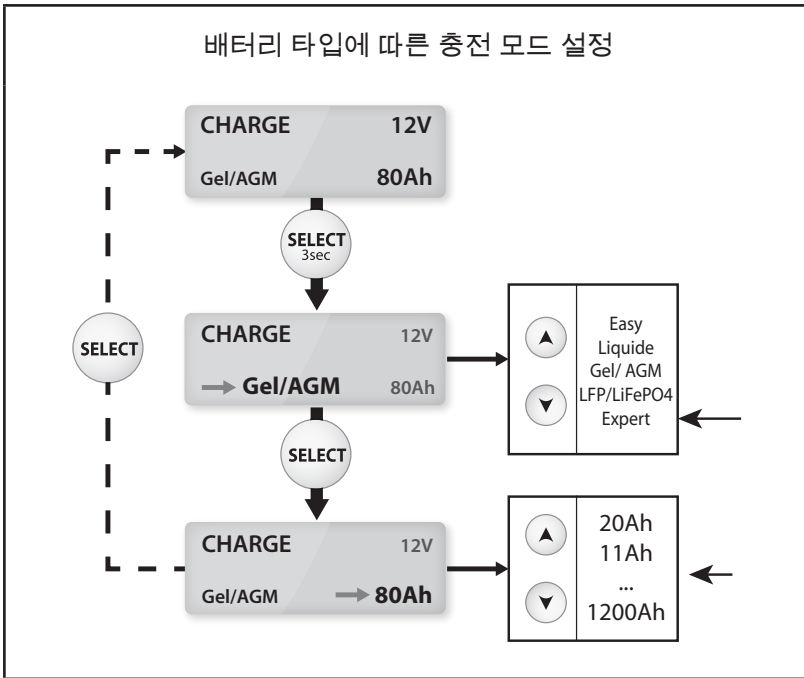 배터리 타입에 따른 충전 모드 설정
CHARGE 12V
Gel/AGM 80Ah
SELECT
3sec
CHARGE 12V
Gel/AGM 80Ah
Easy
Liquide
Gel/ AGM
LFP/LiFePO4
Expert
SELECT
SELECT
CHARGE 12V
Gel/AGM 80Ah
20Ah
11Ah
...
1200Ah